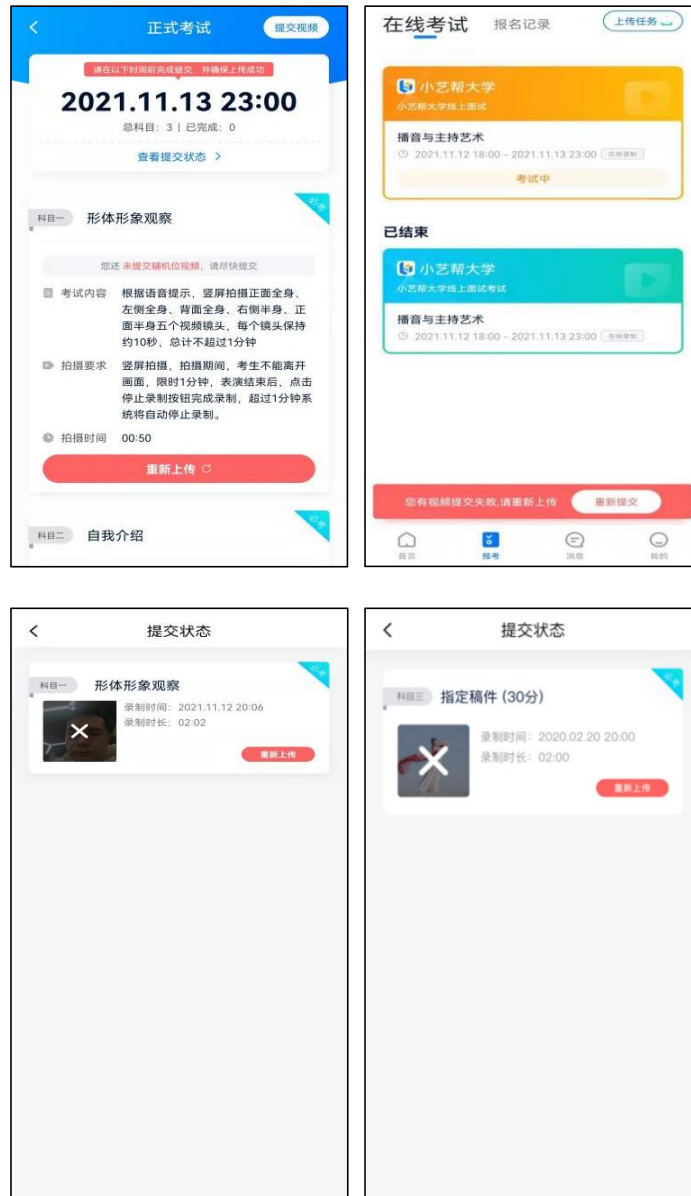 正式考试
提交视频
请在以下时间前完成提交，并确保上传成功
2021.11.13 23:00
总科目：3 | 已完成：0
查看提交状态 >
必考
科目一 形体形象观察
您还 未提交辅机位视频，请尽快提交
考试内容 根据语音提示，竖屏拍摄正面全身、
左侧全身、背面全身、右侧半身、正
面半身五个视频镜头，每个镜头保持
约10秒，总计不超过1分钟
拍摄要求 竖屏拍摄，拍摄期间，考生不能离开
画面，限时1分钟，表演结束后，点击
停止录制按钮完成录制，超过1分钟系
统将自动停止录制。
拍摄时间 00:50
重新上传
必考
科目二 自我介绍
在线考试 报名记录 上传任务
小艺帮大学
小艺帮大学线上面试
播音与主持艺术
2021.11.12 18:00 - 2021.11.13 23:00 在线录制
考试中
已结束
小艺帮大学
小艺帮大学线上面试考试
播音与主持艺术
2021.11.12 18:00 - 2021.11.13 23:00 在线录制
您有视频提交失败,请重新上传 重新提交
首页 报考 消息 我的
提交状态
必考
科目一 形体形象观察
录制时间：2021.11.12 20:06
录制时长：02:02
重新上传
提交状态
必考
科目三 指定稿件 (30分)
录制时间：2020.02.20 20:00
录制时长：02:00
重新上传